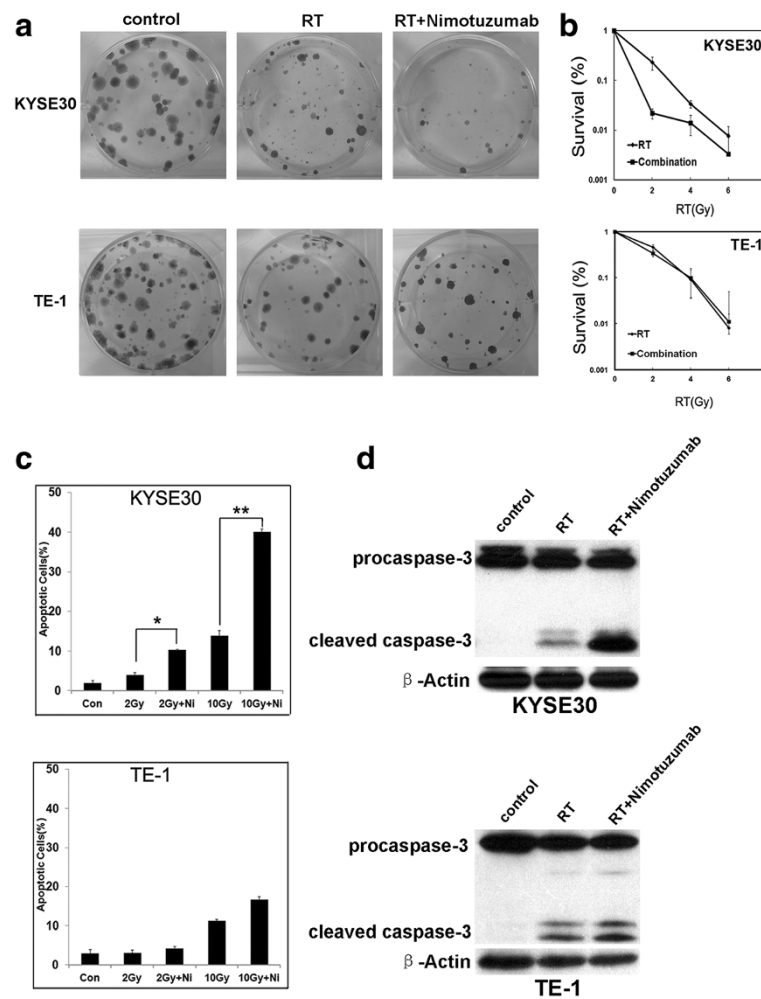 a
control RT RT+Nimotuzumab
KYSE30
TE-1
b
KYSE30
Survival (%)
1
0.1
0.01
0.001
RT
Combination
0 2 4 6
RT(Gy)
TE-1
Survival (%)
1
0.1
0.01
0.001
RT
Combination
0 2 4 6
RT(Gy)
c
KYSE30
Apoptotic Cells(%)
50
40
30
20
10
0
*
**
Con 2Gy 2Gy+Ni 10Gy 10Gy+Ni
TE-1
Apoptotic Cells(%)
50
40
30
20
10
0
Con 2Gy 2Gy+Ni 10Gy 10Gy+Ni
d
control RT RT+Nimotuzumab
procaspase-3
cleaved caspase-3
β-Actin
KYSE30
control RT RT+Nimotuzumab
procaspase-3
cleaved caspase-3
β-Actin
TE-1